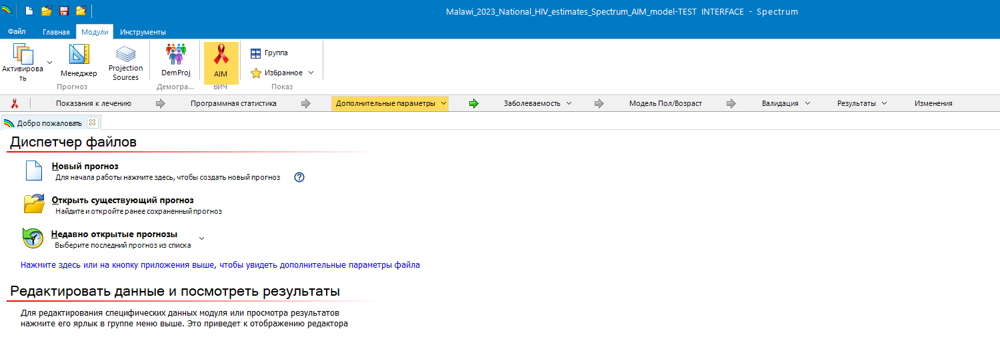 Malawi_2023_National_HIV_estimates_Spectrum_AIM_model-TEST INTERFACE - Spectrum
Файл Главная Модули Инструменты
Активировать
Менеджер
Projection Sources
Прогноз
DemProj
Демогра...
AIM
ВИЧ
Группа
Избранное
Показ
Показания к лечению Программная статистика Дополнительные параметры Заболеваемость Модель Пол/Возраст Валидация Результаты Изменения
Добро пожаловать
Диспетчер файлов
Новый прогноз
Для начала работы нажмите здесь, чтобы создать новый прогноз
Открыть существующий прогноз
Найдите и откройте ранее сохраненный прогноз
Недавно открытые прогнозы
Выберите последний прогноз из списка
Нажмите здесь или на кнопку приложения выше, чтобы увидеть дополнительные параметры файла
Редактировать данные и посмотреть результаты
Для редактирования специфических данных модуля или просмотра результатов
нажмите его ярлык в группе меню выше. Это приведет к отображению редактора